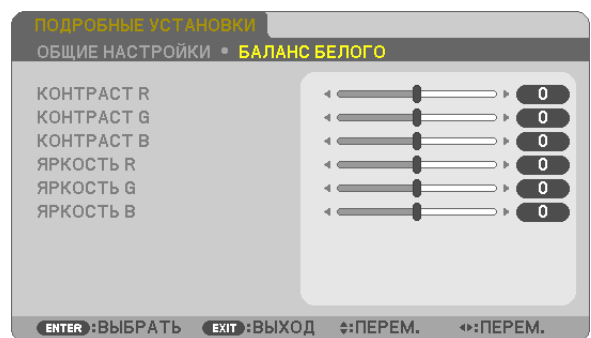 ПОДРОБНЫЕ УСТАНОВКИ
ОБЩИЕ НАСТРОЙКИ • БАЛАНС БЕЛОГО
КОНТРАСТ R 0
КОНТРАСТ G 0
КОНТРАСТ B 0
ЯРКОСТЬ R 0
ЯРКОСТЬ G 0
ЯРКОСТЬ B 0
ENTER :ВЫБРАТЬ EXIT :ВЫХОД :ПЕРЕМ. :ПЕРЕМ.